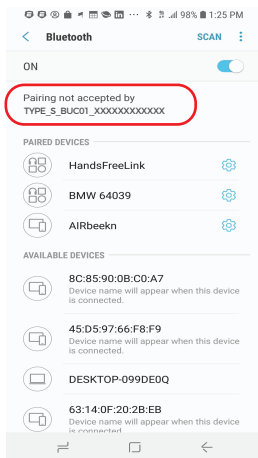 98% 1:25 PM
Bluetooth SCAN
ON
Pairing not accepted by
TYPE_S_BUC01_XXXXXXXXXXXX
PAIRED DEVICES
HandsFreeLink
BMW 64039
AIRbeekn
AVAILABLE DEVICES
8C:85:90:0B:C0:A7
Device name will appear when this device
is connected.
45:D5:97:66:F8:F9
Device name will appear when this device
is connected.
DESKTOP-099DE0Q
63:14:0F:20:2B:EB
Device name will appear when this device
is connected